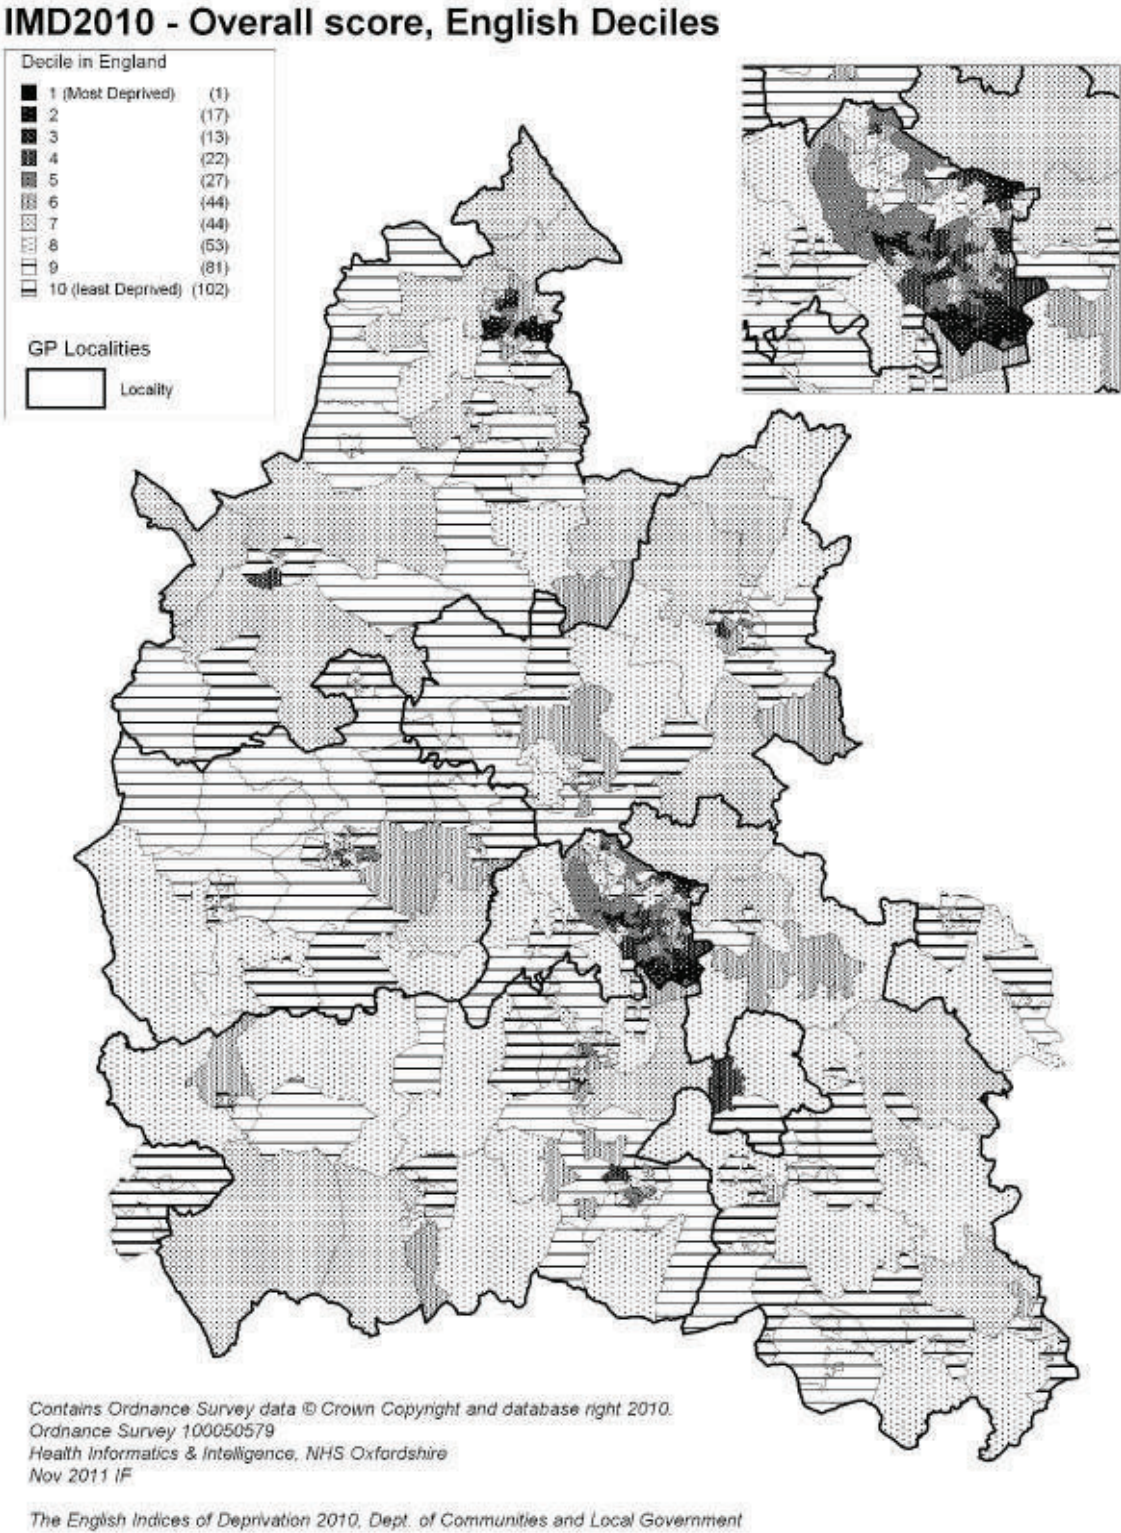 IMD2010 - Overall score, English Deciles
Decile in England
1 (Most Deprived) (1)
2 (17)
3 (13)
4 (22)
5 (27)
6 (44)
7 (44)
8 (53)
9 (81)
10 (least Deprived) (102)
GP Localities
Locality
Contains Ordnance Survey data © Crown Copyright and database right 2010.
Ordnance Survey 100050579
Health Informatics & Intelligence, NHS Oxfordshire
Nov 2011 IF
The English Indices of Deprivation 2010, Dept. of Communities and Local Government